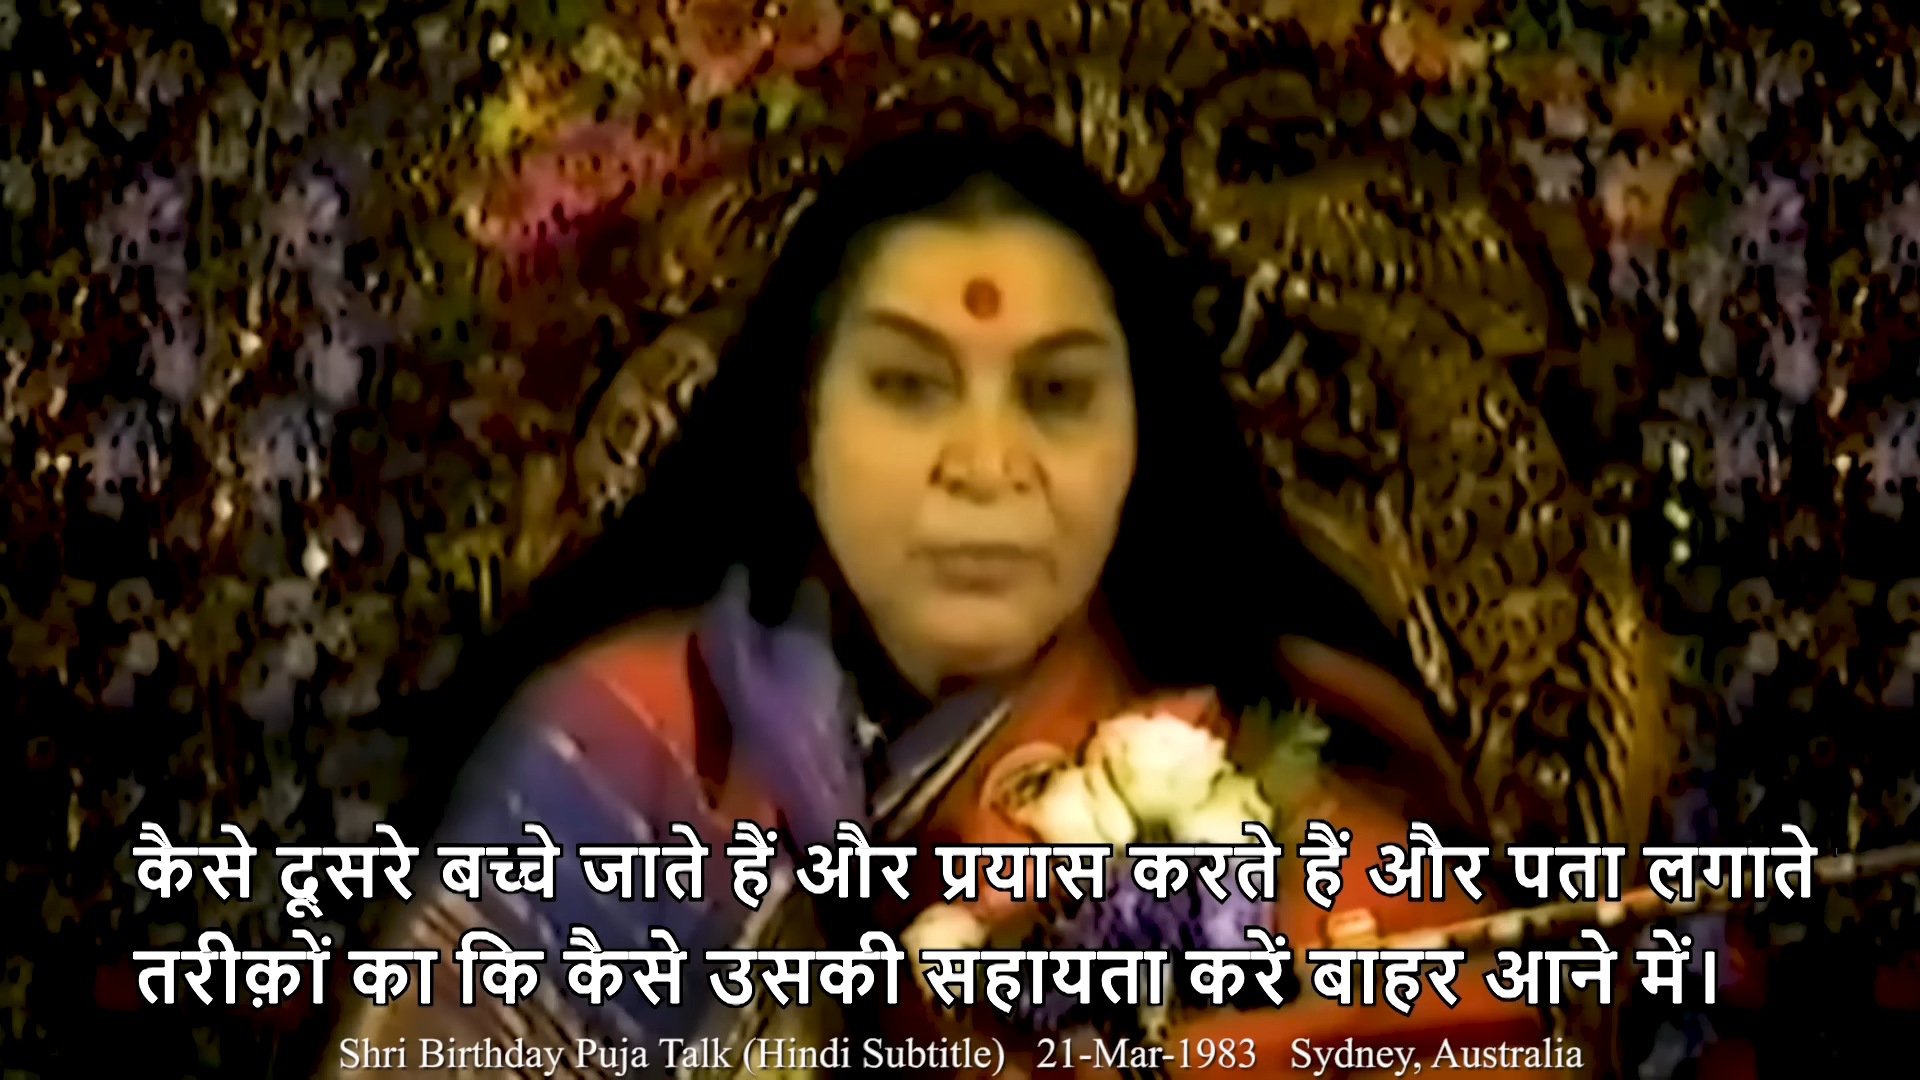 कैसे दूसरे बच्चे जाते हैं और प्रयास करते हैं और पता लगाते
तरीक़ों का कि कैसे उसकी सहायता करें बाहर आने में।
Shri Birthday Puja Talk (Hindi Subtitle) 21-Mar-1983 Sydney, Australia